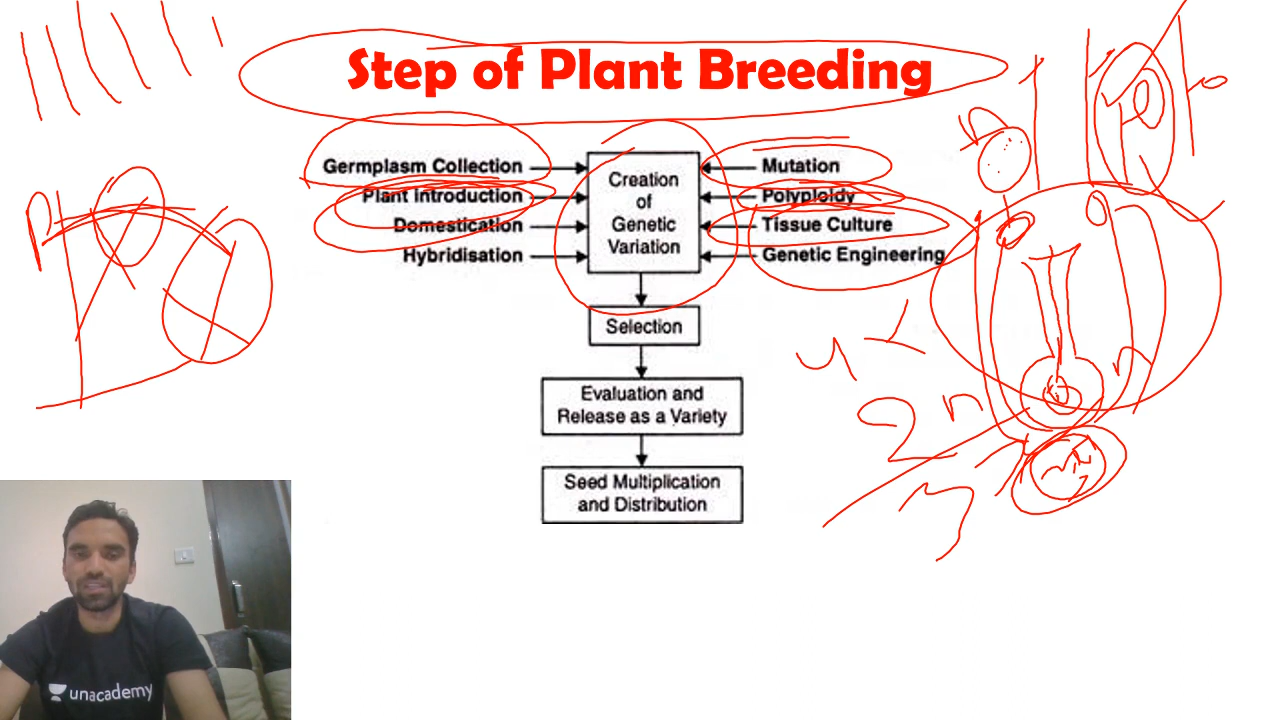 Step of Plant Breeding
Germplasm Collection
Plant Introduction
Domestication
Hybridisation
Creation
of
Genetic
Variation
Mutation
Polyploidy
Tissue Culture
Genetic Engineering
Selection
Evaluation and
Release as a Variety
Seed Multiplication
and Distribution
2n
n
unacademy